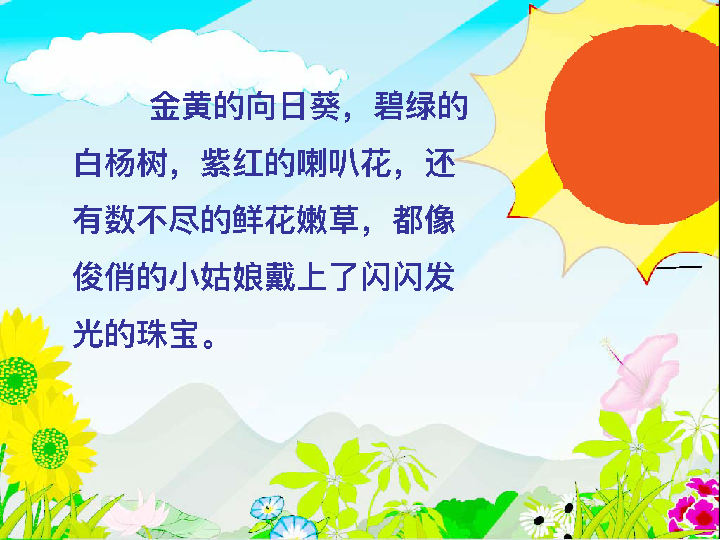 金黄的向日葵，碧绿的
白杨树，紫红的喇叭花，还
有数不尽的鲜花嫩草，都像
俊俏的小姑娘戴上了闪闪发
光的珠宝。